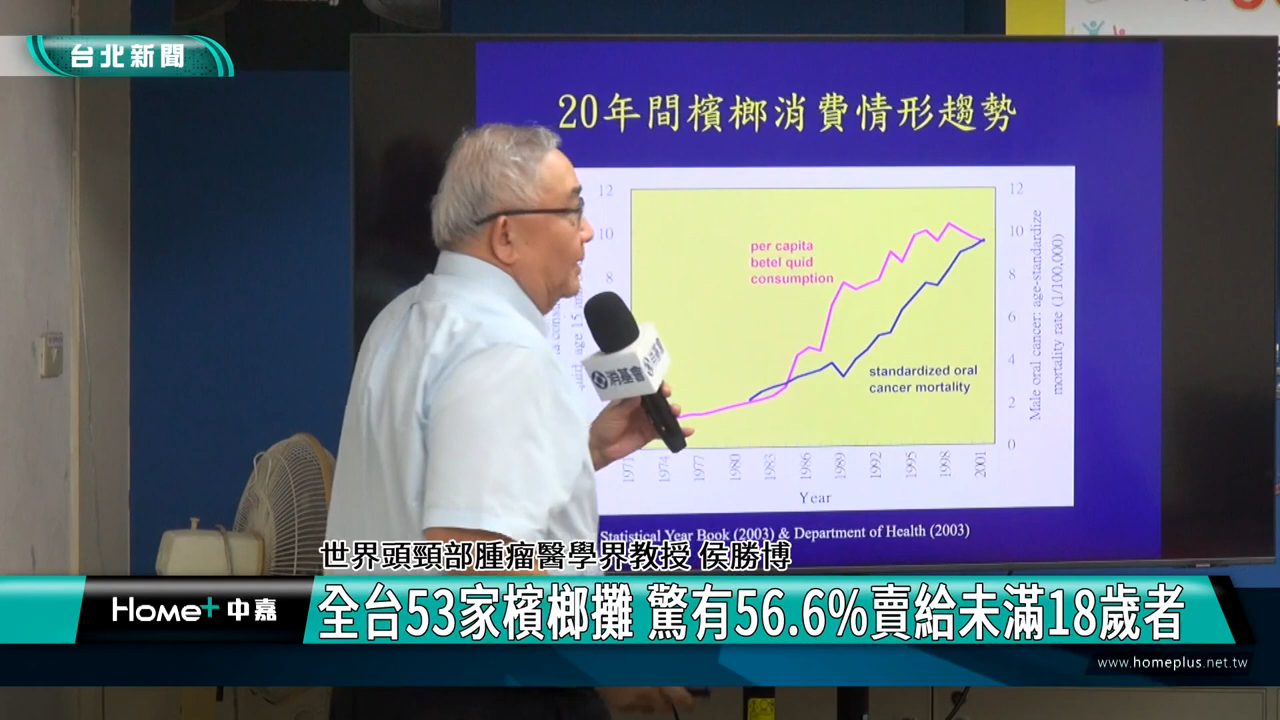 台北新聞
20年間檳榔消費情形趨勢
12
10
8
per capita
betel quid
consumption
standardized oral
cancer mortality
12
10
8
6
4
2
0
Male oral cancer: age-standardize
mortality rate (1/100,000)
1971
1974
1977
1980
1983
1986
1989
1992
1995
1998
2001
Year
Statistical Year Book (2003) & Department of Health (2003)
消基會
世界頭頸部腫瘤醫學界教授 侯勝博
Home+ 中嘉
全台53家檳榔攤 驚有56.6%賣給未滿18歲者
www.homeplus.net.tw